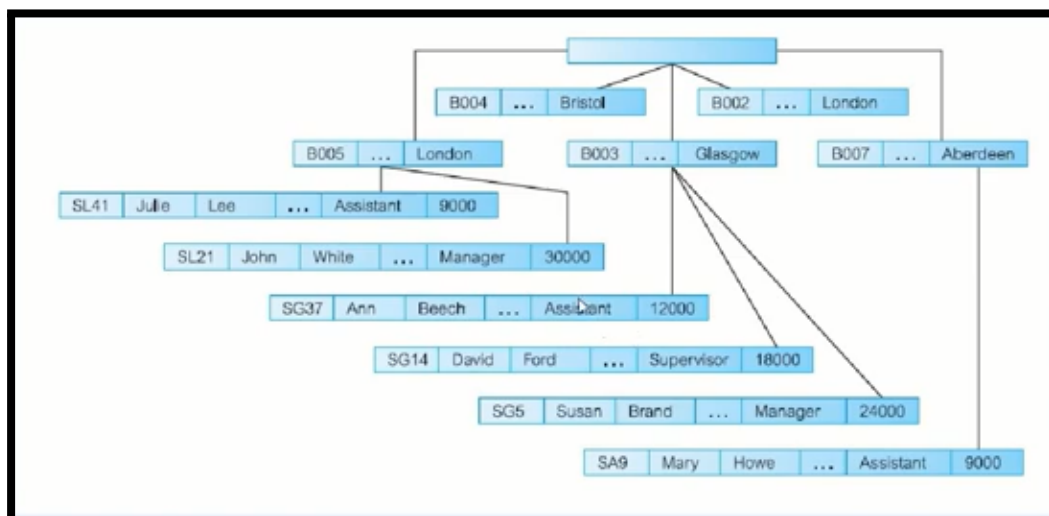 B004 ... Bristol
B002 ... London
B005 ... London
B003 ... Glasgow
B007 ... Aberdeen
SL41 Julie Lee ... Assistant 9000
SL21 John White ... Manager 30000
SG37 Ann Beech ... Assistant 12000
SG14 David Ford ... Supervisor 18000
SG5 Susan Brand ... Manager 24000
SA9 Mary Howe ... Assistant 9000